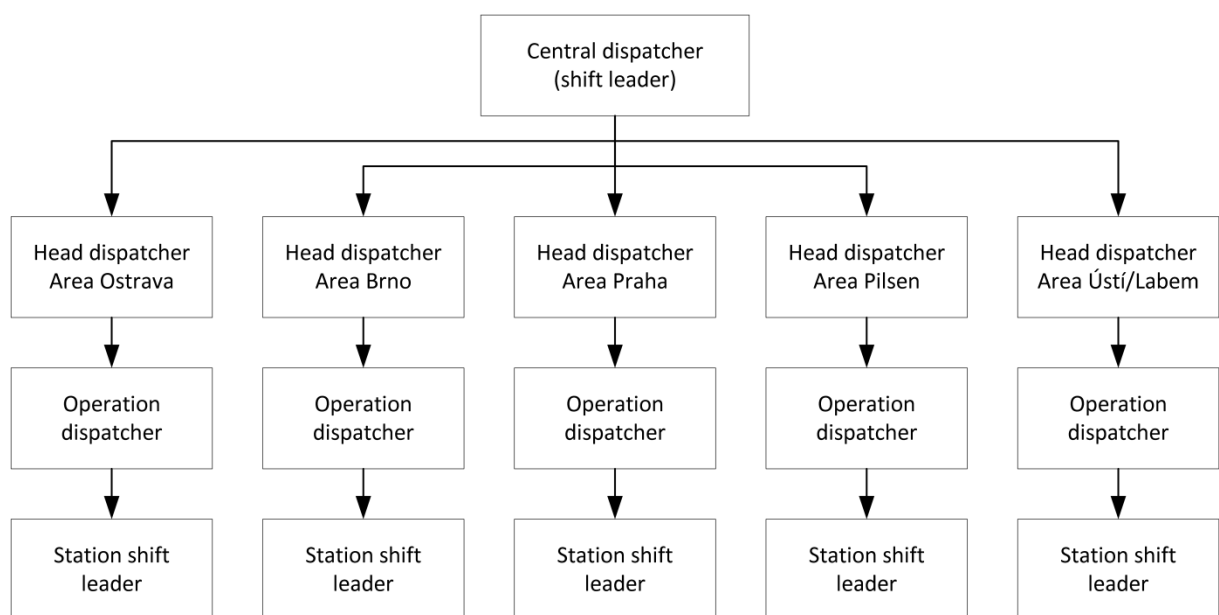 Central dispatcher
(shift leader)
Head dispatcher
Area Ostrava
Head dispatcher
Area Brno
Head dispatcher
Area Praha
Head dispatcher
Area Pilsen
Head dispatcher
Area Ústí/Labem
Operation
dispatcher
Operation
dispatcher
Operation
dispatcher
Operation
dispatcher
Operation
dispatcher
Station shift
leader
Station shift
leader
Station shift
leader
Station shift
leader
Station shift
leader